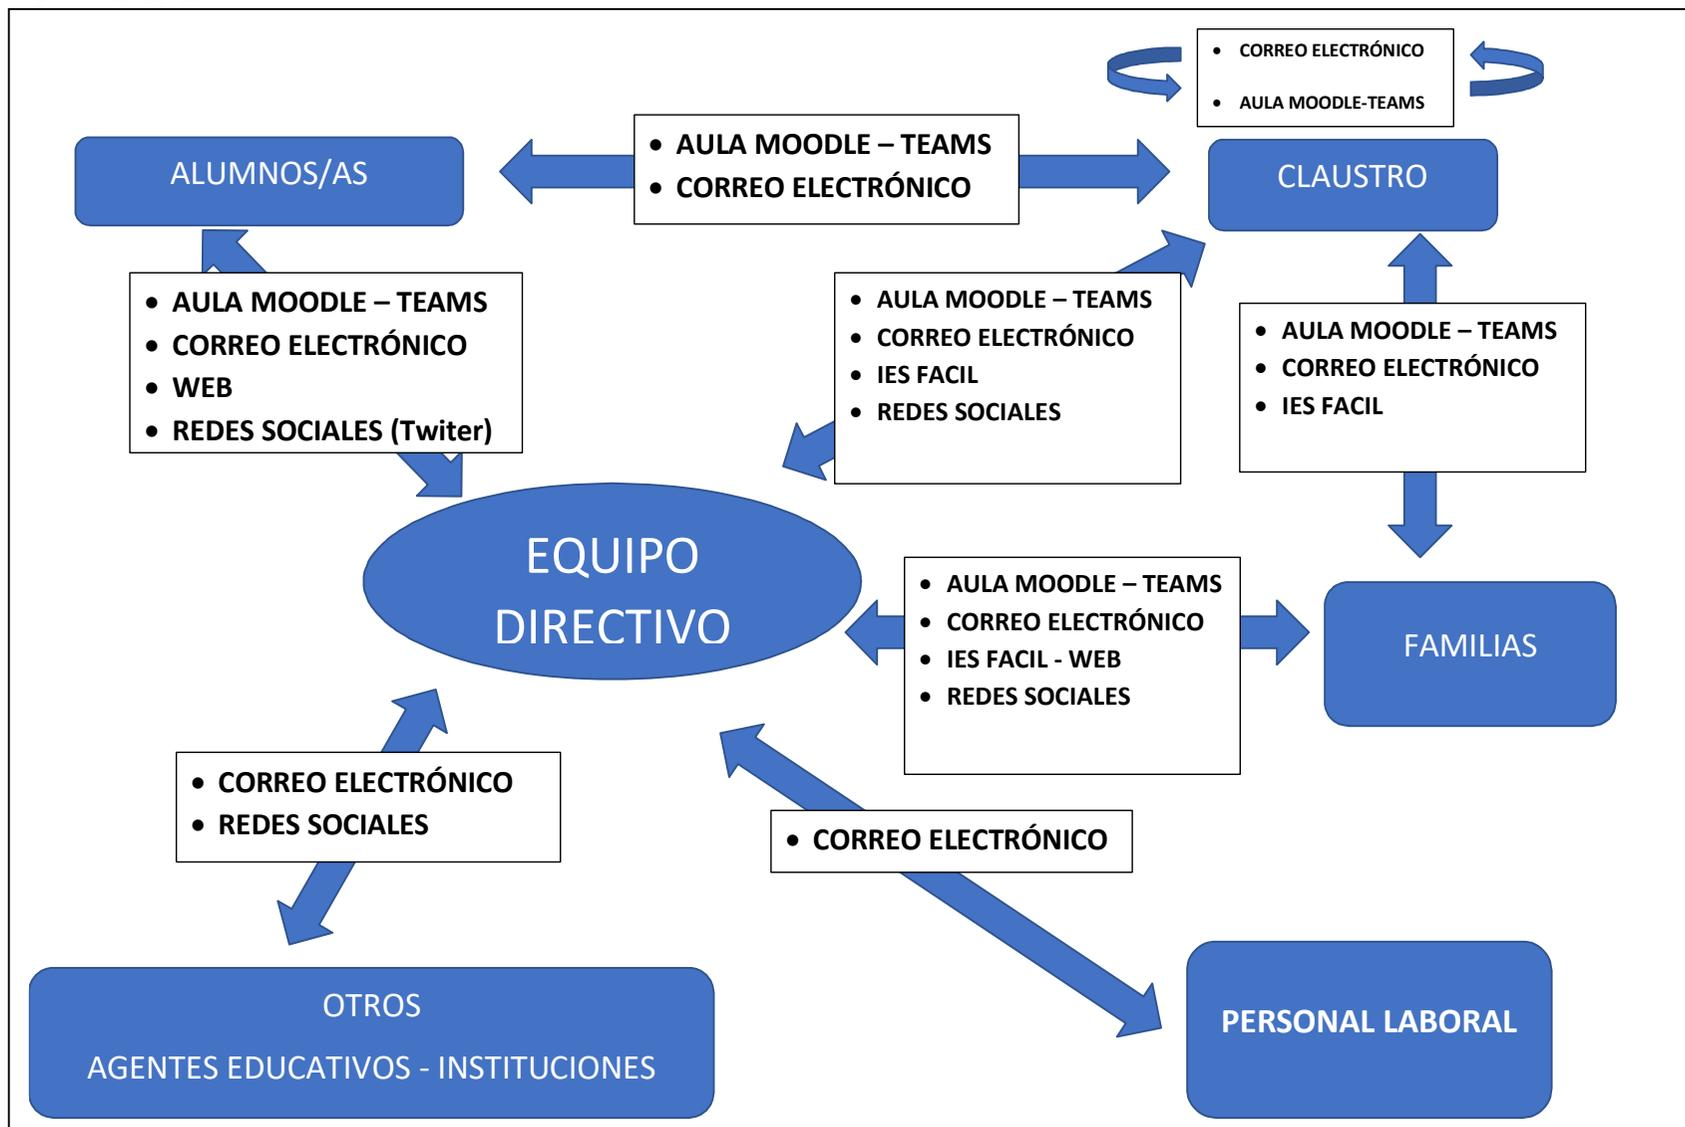 • CORREO ELECTRÓNICO
• AULA MOODLE-TEAMS
ALUMNOS/AS
• AULA MOODLE – TEAMS
• CORREO ELECTRÓNICO
CLAUSTRO
• AULA MOODLE – TEAMS
• CORREO ELECTRÓNICO
• WEB
• REDES SOCIALES (Twiter)
• AULA MOODLE – TEAMS
• CORREO ELECTRÓNICO
• IES FACIL
• REDES SOCIALES
• AULA MOODLE – TEAMS
• CORREO ELECTRÓNICO
• IES FACIL
EQUIPO
DIRECTIVO
• AULA MOODLE – TEAMS
• CORREO ELECTRÓNICO
• IES FACIL - WEB
• REDES SOCIALES
FAMILIAS
• CORREO ELECTRÓNICO
• REDES SOCIALES
• CORREO ELECTRÓNICO
OTROS
AGENTES EDUCATIVOS - INSTITUCIONES
PERSONAL LABORAL